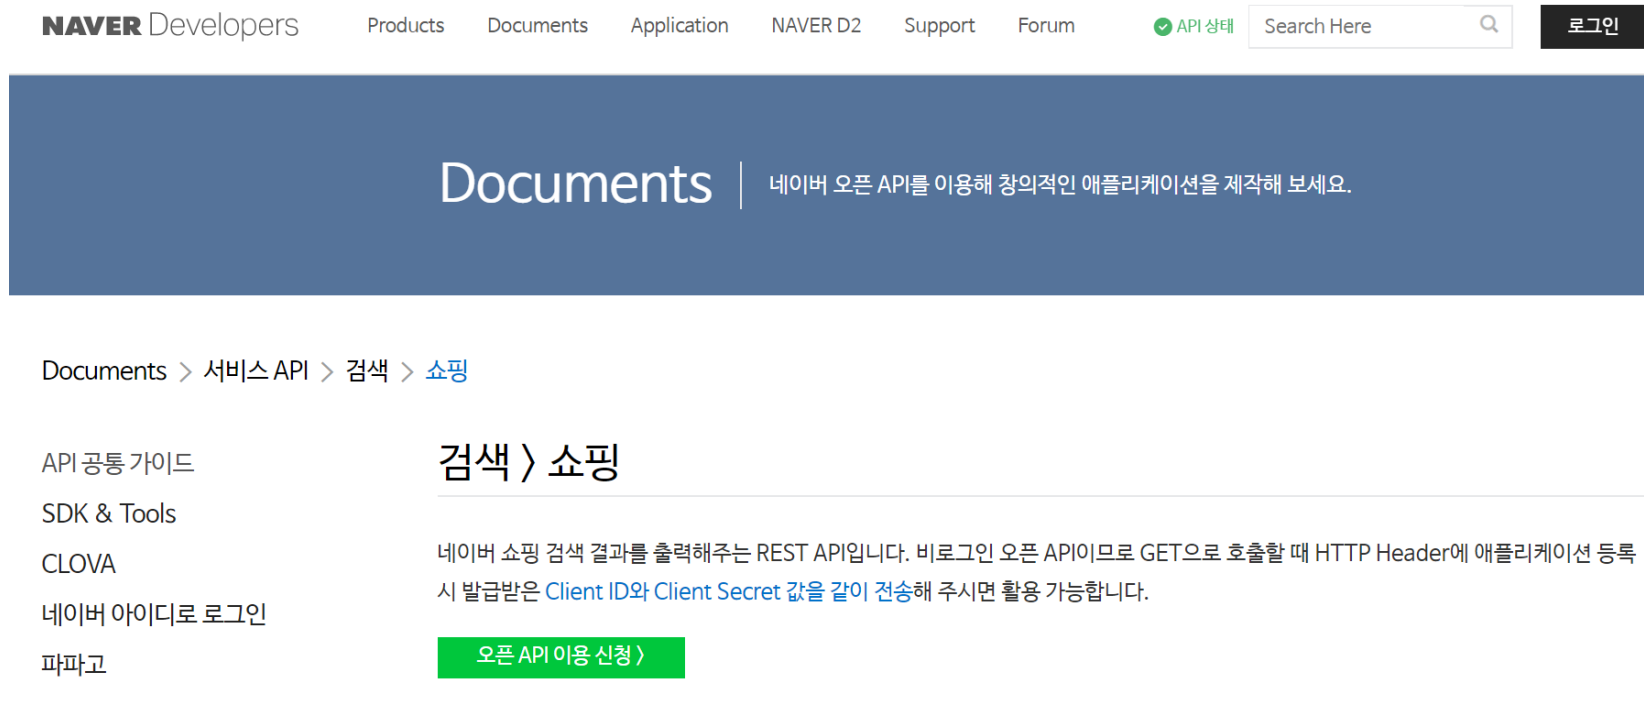 NAVER Developers Products Documents Application NAVER D2 Support Forum API 상태 Search Here 로그인
Documents 네이버 오픈 API를 이용해 창의적인 애플리케이션을 제작해 보세요.
Documents > 서비스 API > 검색 > 쇼핑
API 공통 가이드
SDK & Tools
CLOVA
네이버 아이디로 로그인
파파고
검색 > 쇼핑
네이버 쇼핑 검색 결과를 출력해주는 REST API입니다. 비로그인 오픈 API이므로 GET으로 호출할 때 HTTP Header에 애플리케이션 등록
시 발급받은 Client ID와 Client Secret 값을 같이 전송해 주시면 활용 가능합니다.
오픈 API 이용 신청 >